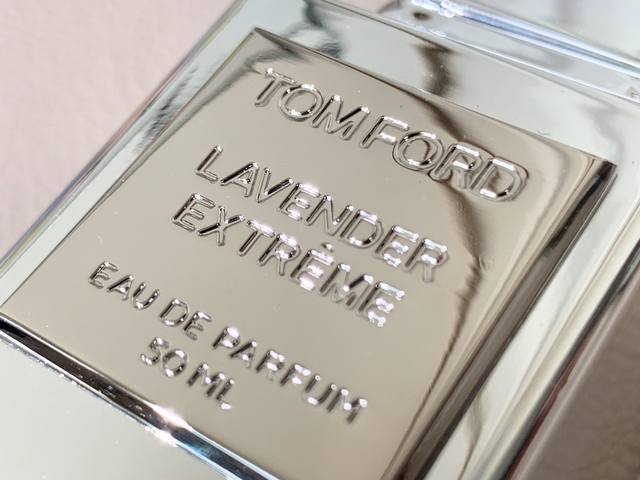 TOM FORD
LAVENDER
EXTRÊME
EAU DE PARFUM
50 ML